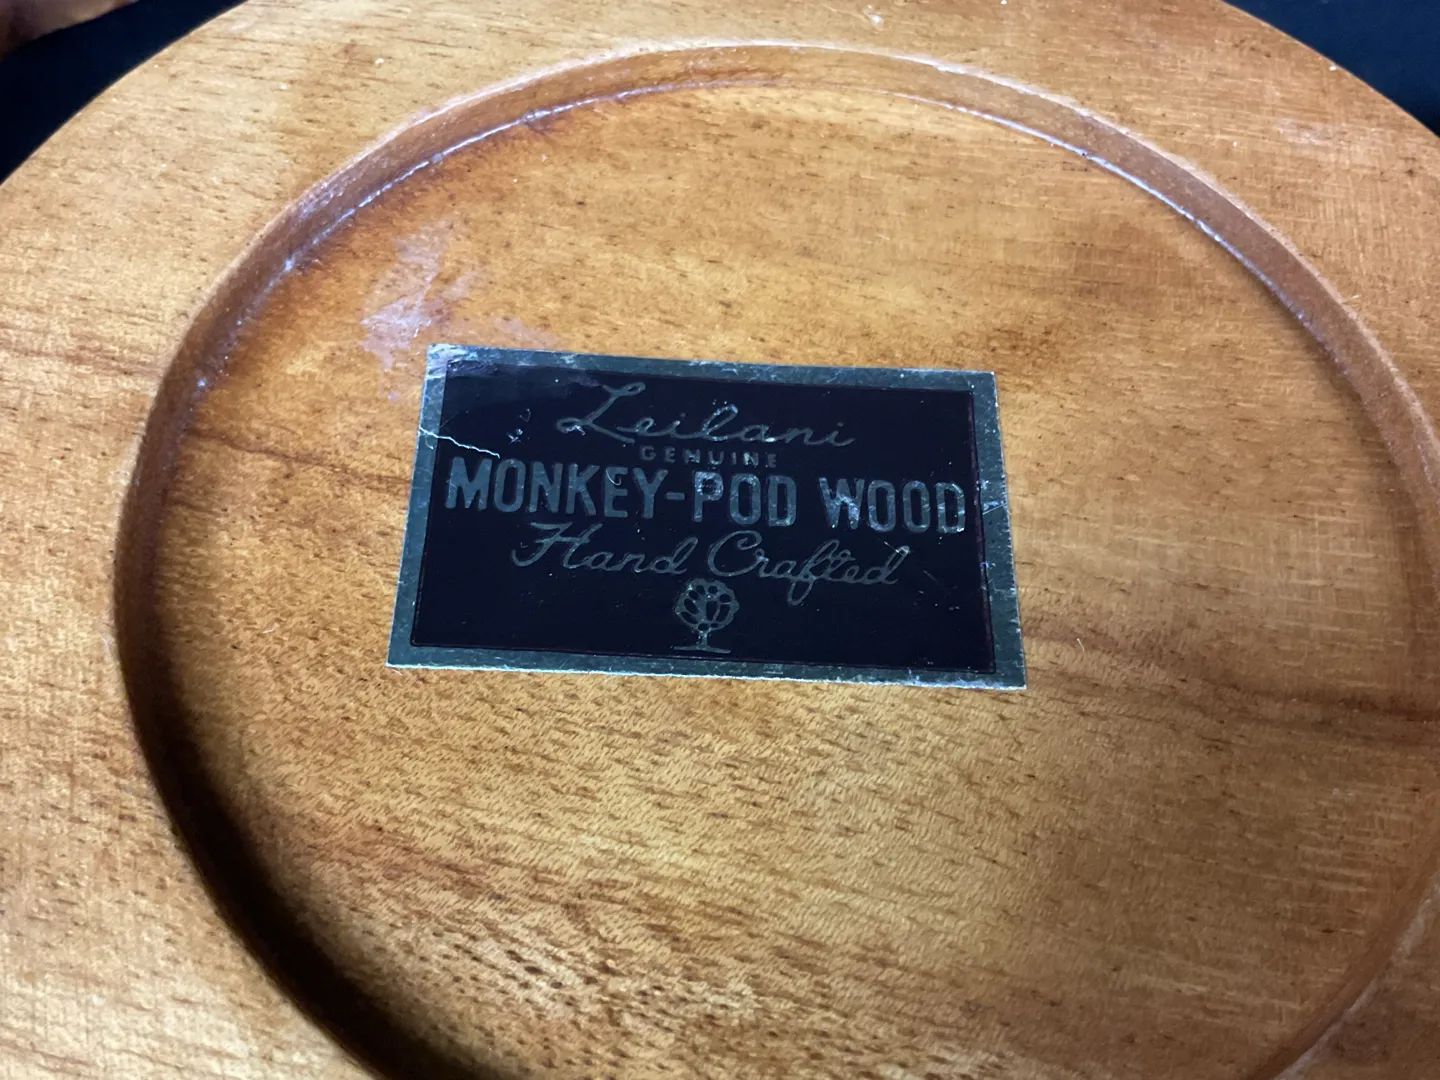 Leilani
GENUINE
MONKEY-POD WOOD
Hand Crafted